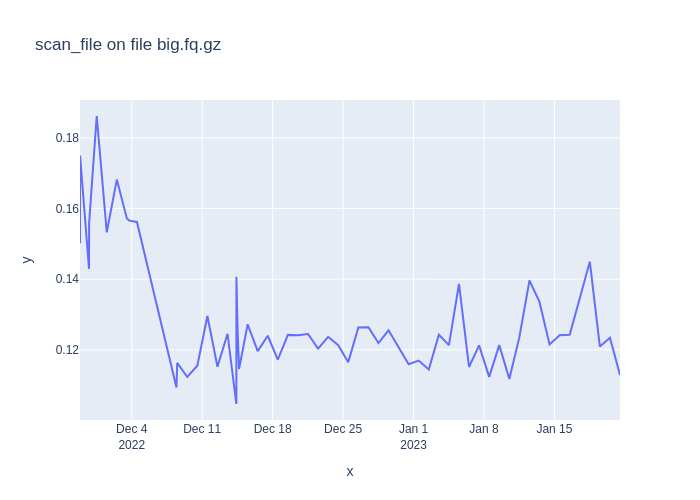 scan_file on file big.fq.gz
0.18
0.16
0.14
0.12
y
Dec 4
2022
Dec 11
Dec 18
Dec 25
Jan 1
2023
Jan 8
Jan 15
x